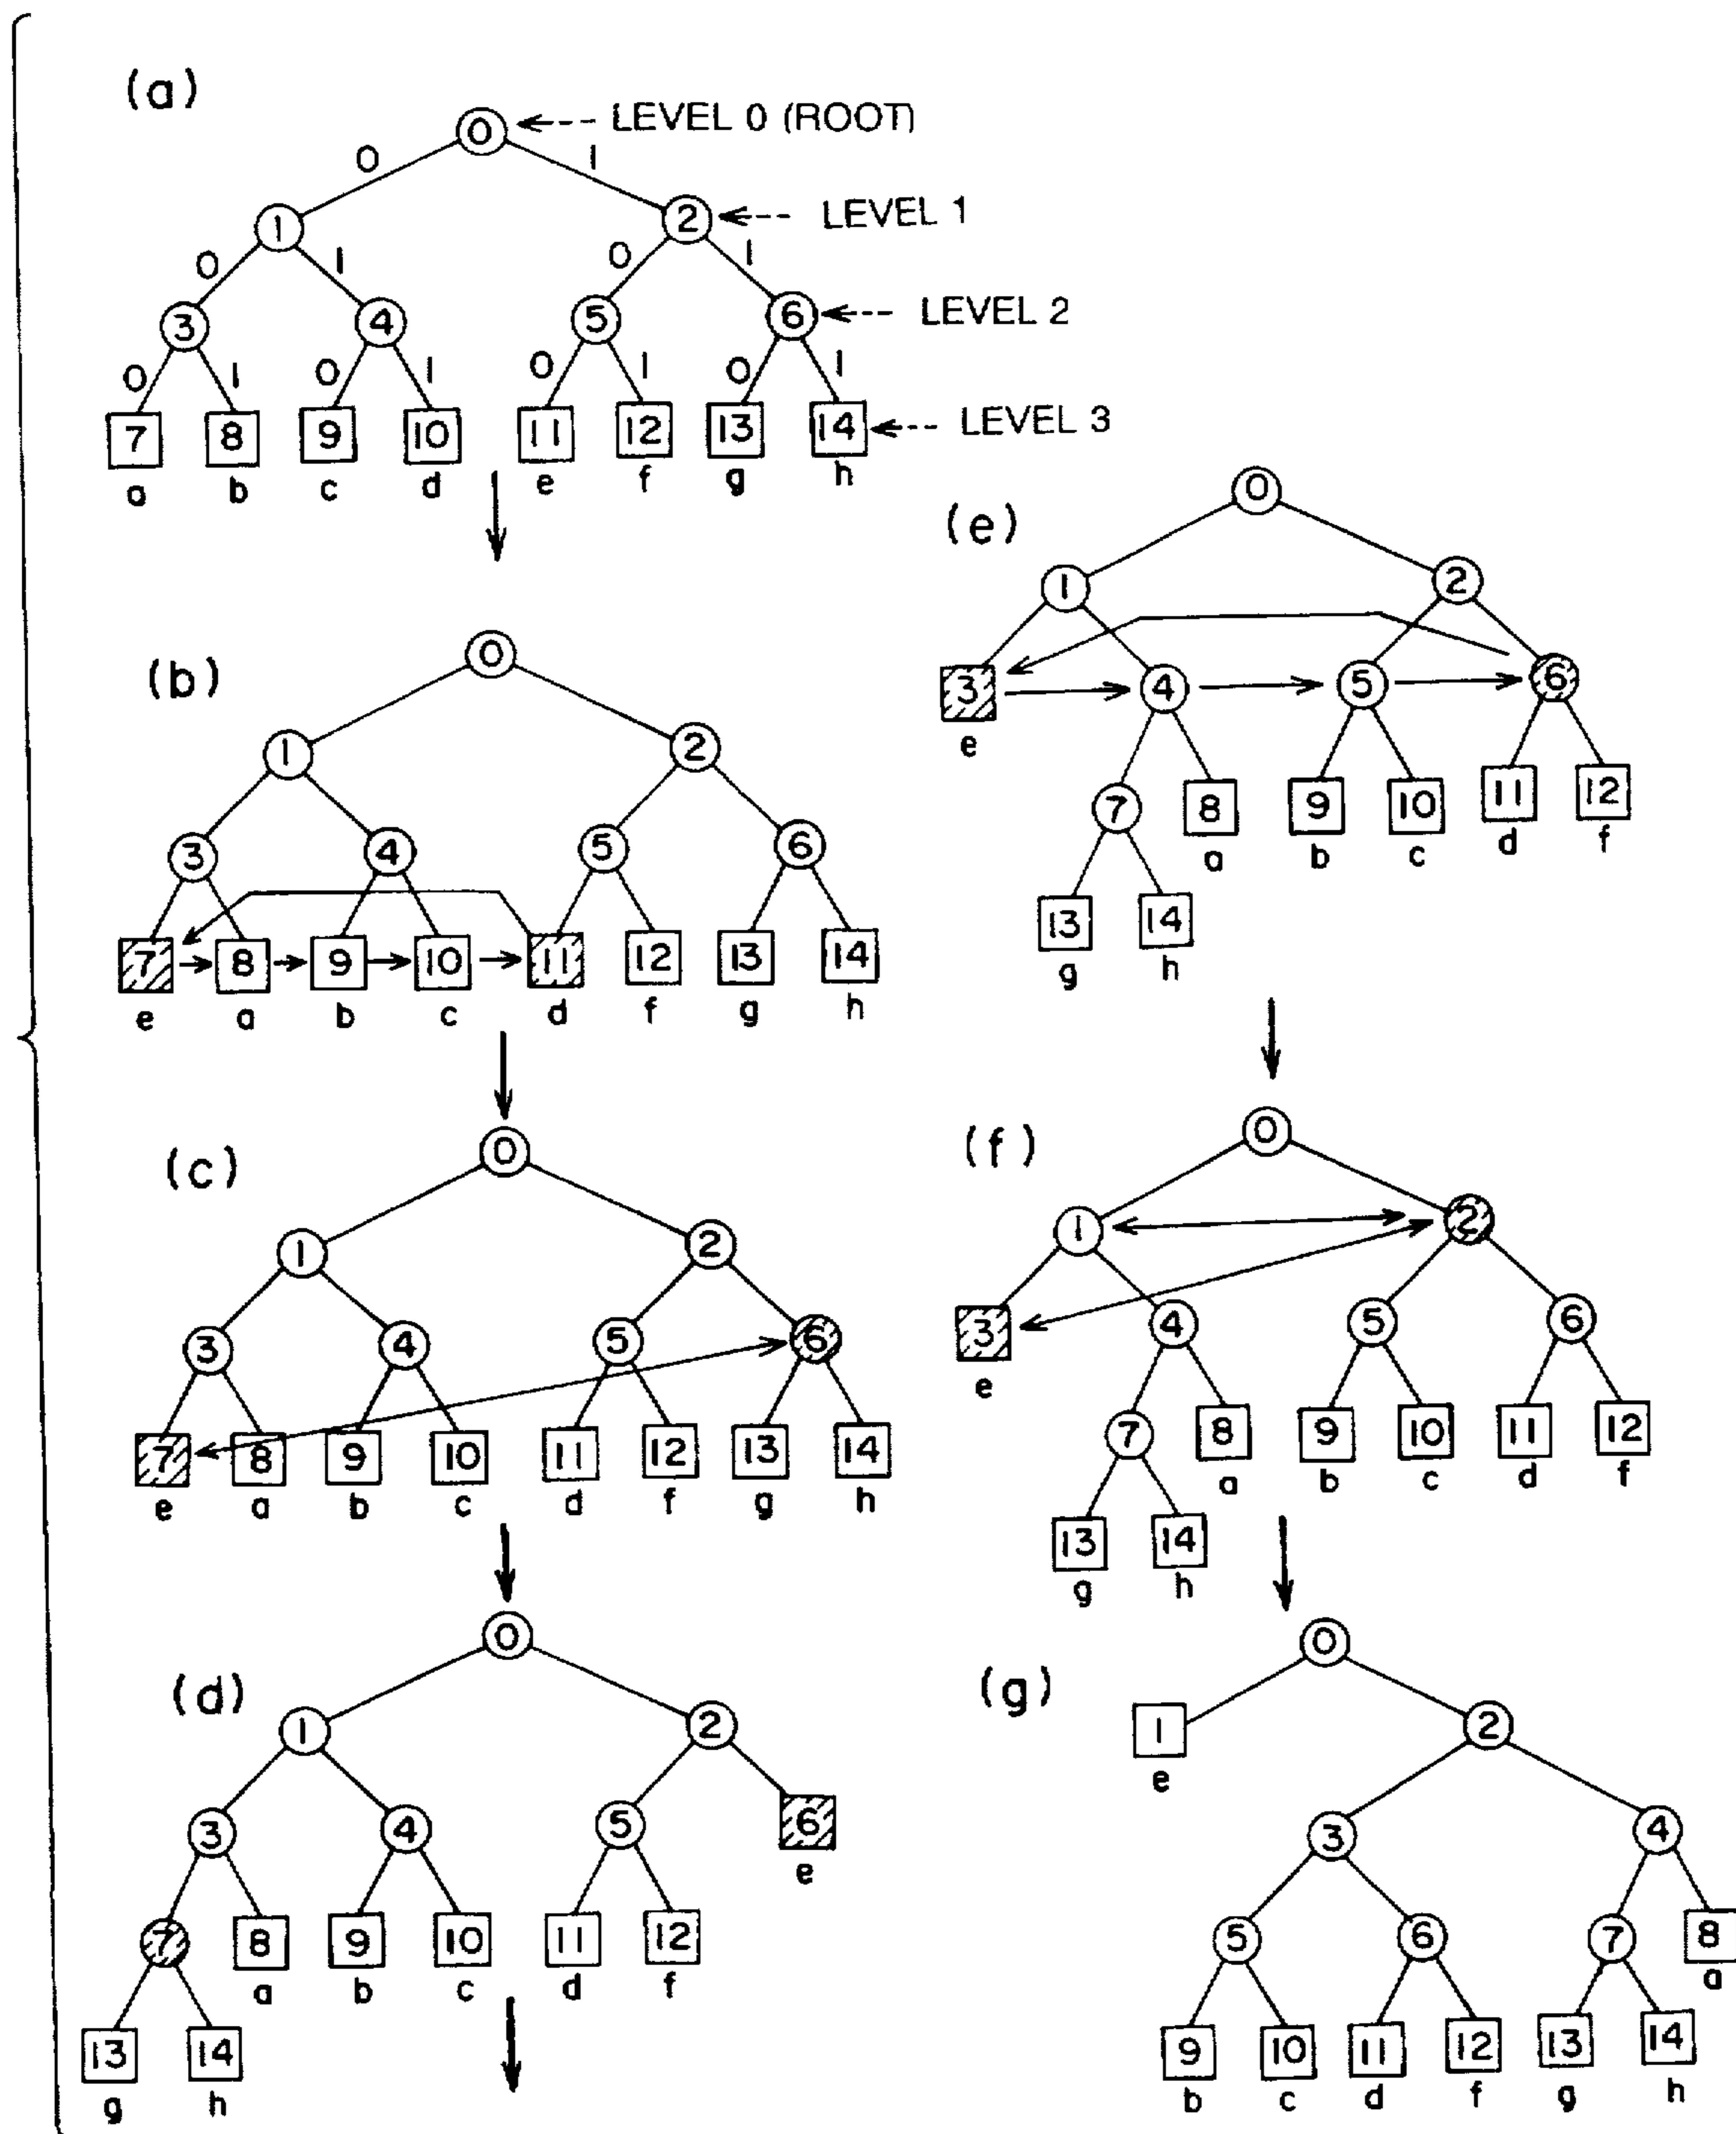 (a)
0 LEVEL 0 (ROOT)
0 1
1 2 LEVEL 1
0 1 0 1
3 4 5 6 LEVEL 2
0 1 0 1 0 1 0 1
7 8 9 10 11 12 13 14 LEVEL 3
a b c d e f g h
(b)
0
1 2
3 4 5 6
7 8 9 10 11 12 13 14
e a b c d f g h
(c)
0
1 2
3 4 5 6
7 8 9 10 11 12 13 14
e a b c d f g h
(d)
0
1 2
3 4 5 6
e
7 8 9 10 11 12
a b c d f
13 14
g h
(e)
0
1 2
3 4 5 6
e
7 8 9 10 11 12
a b c d f
13 14
g h
(f)
0
1 2
3 4 5 6
e
7 8 9 10 11 12
a b c d f
13 14
g h
(g)
0
1 2
e
3 4
5 6 7 8
a
9 10 11 12 13 14
b c d f g h